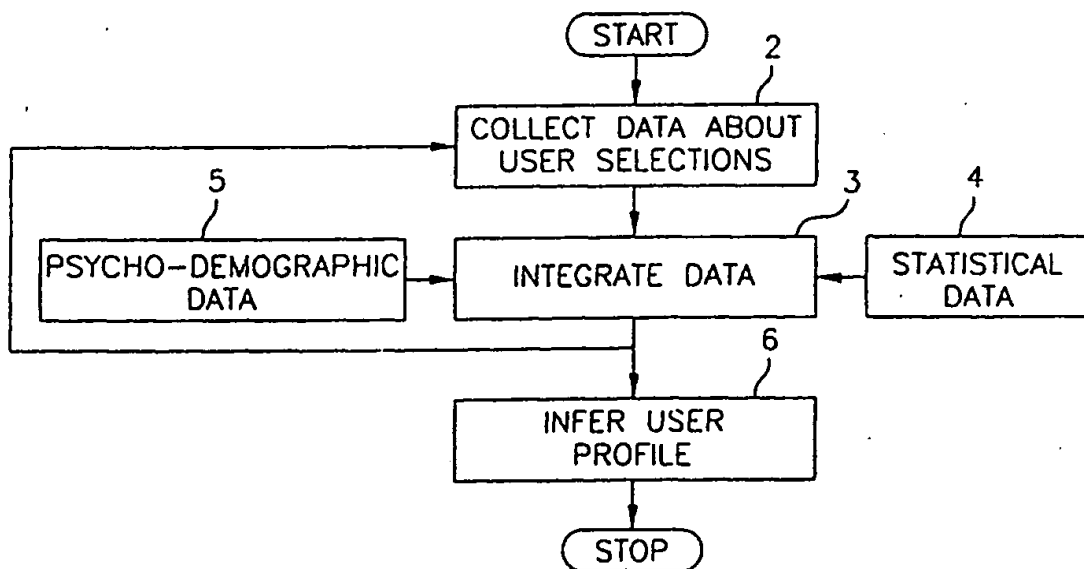 START
2
COLLECT DATA ABOUT
USER SELECTIONS
5
3
4
PSYCHO-DEMOGRAPHIC
DATA
INTEGRATE DATA
STATISTICAL
DATA
6
INFER USER
PROFILE
STOP